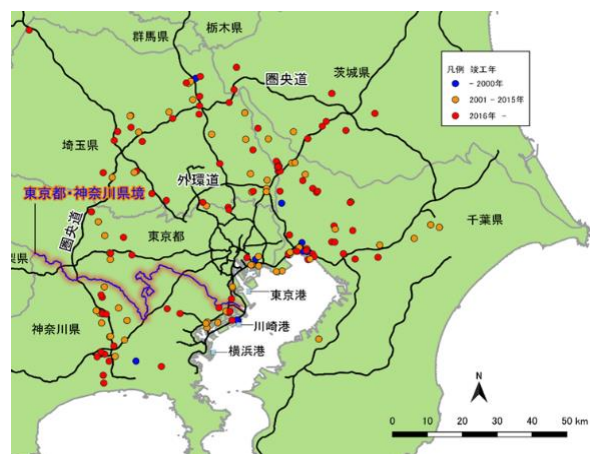 栃木県
群馬県
茨城県
圏央道
凡例 竣工年
- 2000年
2001 - 2015年
2016年 -
埼玉県
外環道
東京都・神奈川県境
圏央道
東京都
千葉県
梨県
東京港
神奈川県
川崎港
横浜港
N
0 10 20 30 40 50 km